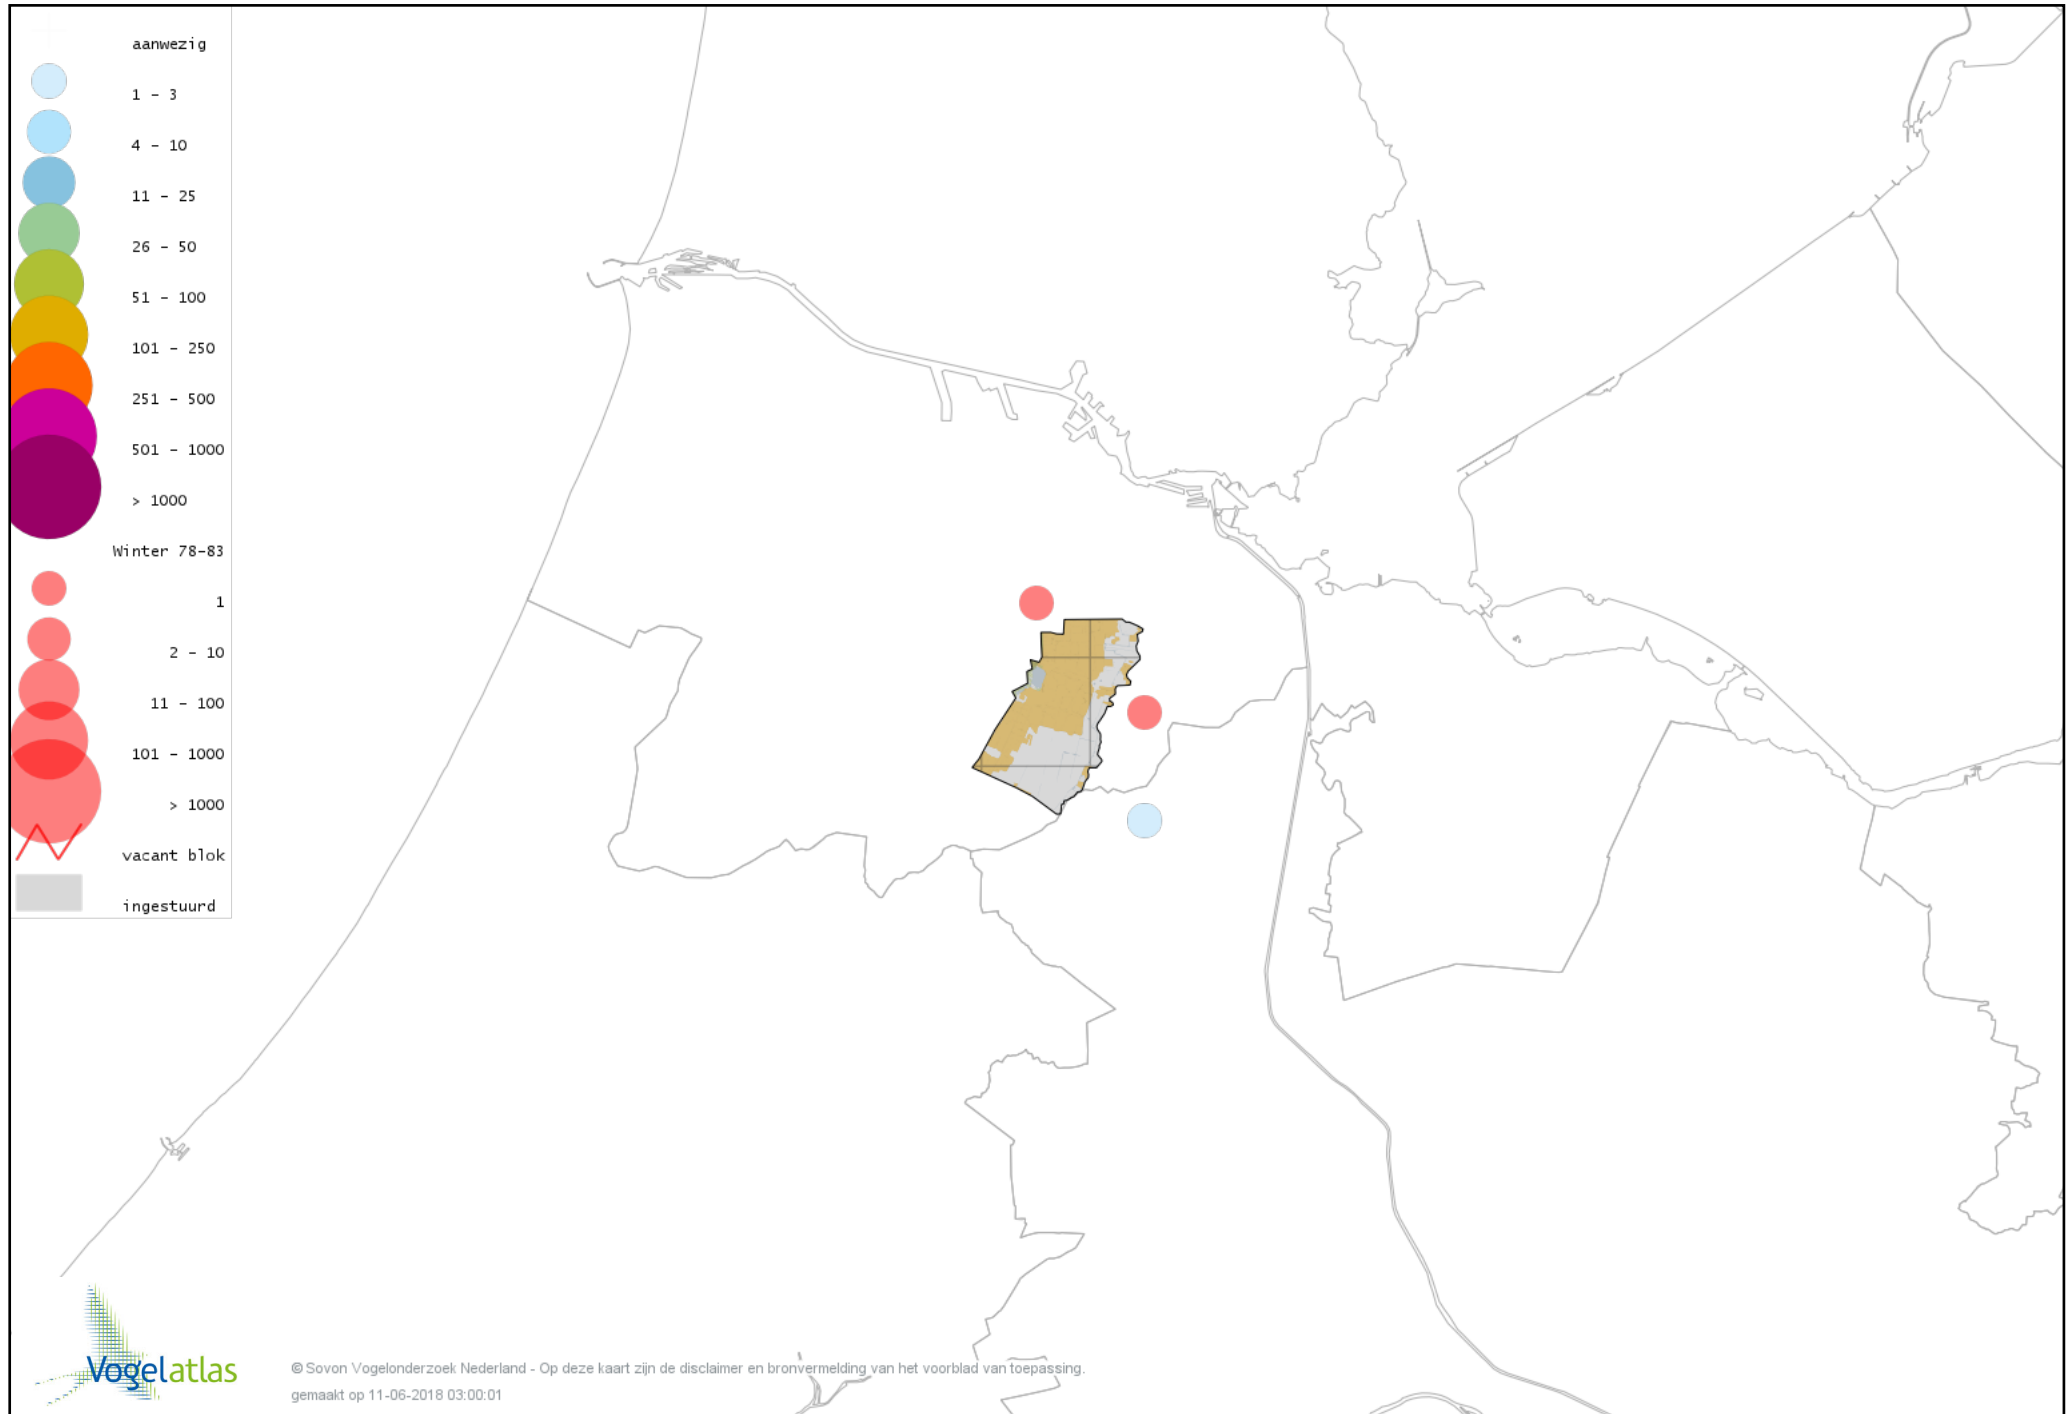 aanwezig
1 - 3
4 - 10
11 - 25
26 - 50
51 - 100
101 - 250
251 - 500
501 - 1000
> 1000
Winter 78-83
1
2 - 10
11 - 100
101 - 1000
> 1000
vacant blok
ingestuurd
Vogelatlas
© Sovon Vogelonderzoek Nederland - Op deze kaart zijn de disclaimer en bronvermelding van het voorblad van toepassing.
gemaakt op 11-06-2018 03:00:01